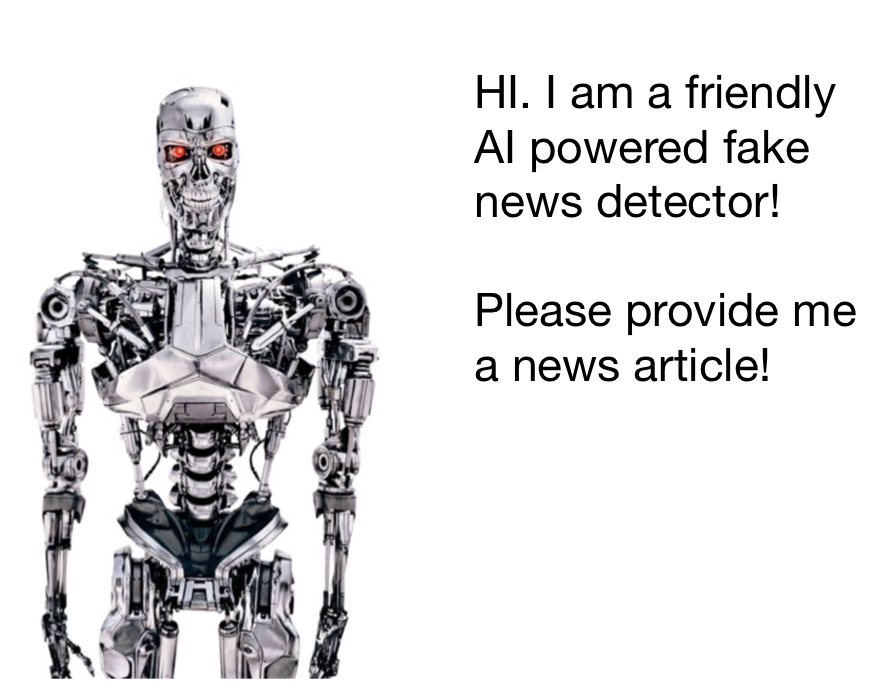 HI. I am a friendly
AI powered fake
news detector!
Please provide me
a news article!